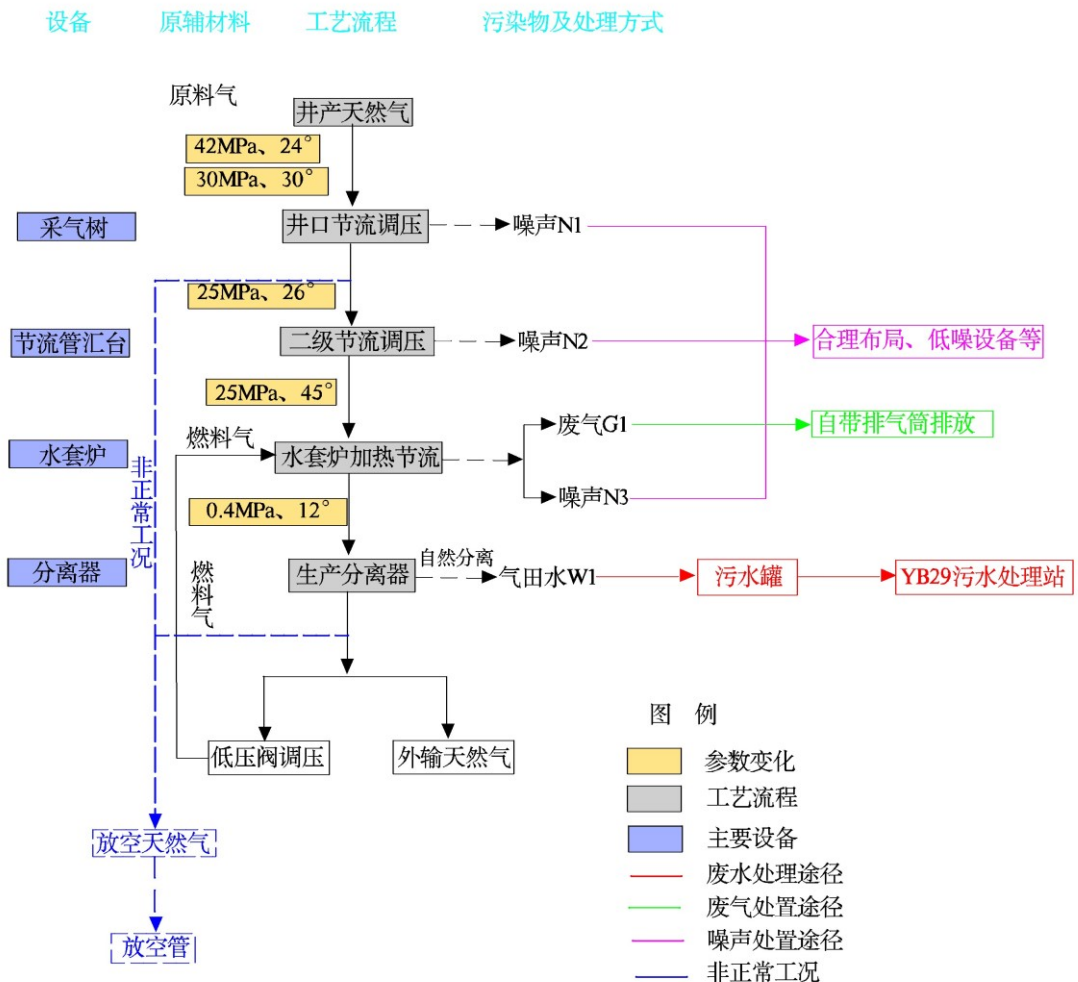 设备 原辅材料 工艺流程 污染物及处理方式
原料气
井产天然气
42MPa、24°
30MPa、30°
采气树
井口节流调压
噪声N1
25MPa、26°
节流管汇台
二级节流调压
噪声N2
合理布局、低噪设备等
25MPa、45°
燃料气
废气G1
自带排气筒排放
水套炉
水套炉加热节流
非正常工况
噪声N3
0.4MPa、12°
分离器
燃料气
生产分离器
自然分离
气田水W1
污水罐
YB29污水处理站
低压阀调压
外输天然气
放空天然气
放空管
图 例
参数变化
工艺流程
主要设备
废水处理途径
废气处置途径
噪声处置途径
非正常工况